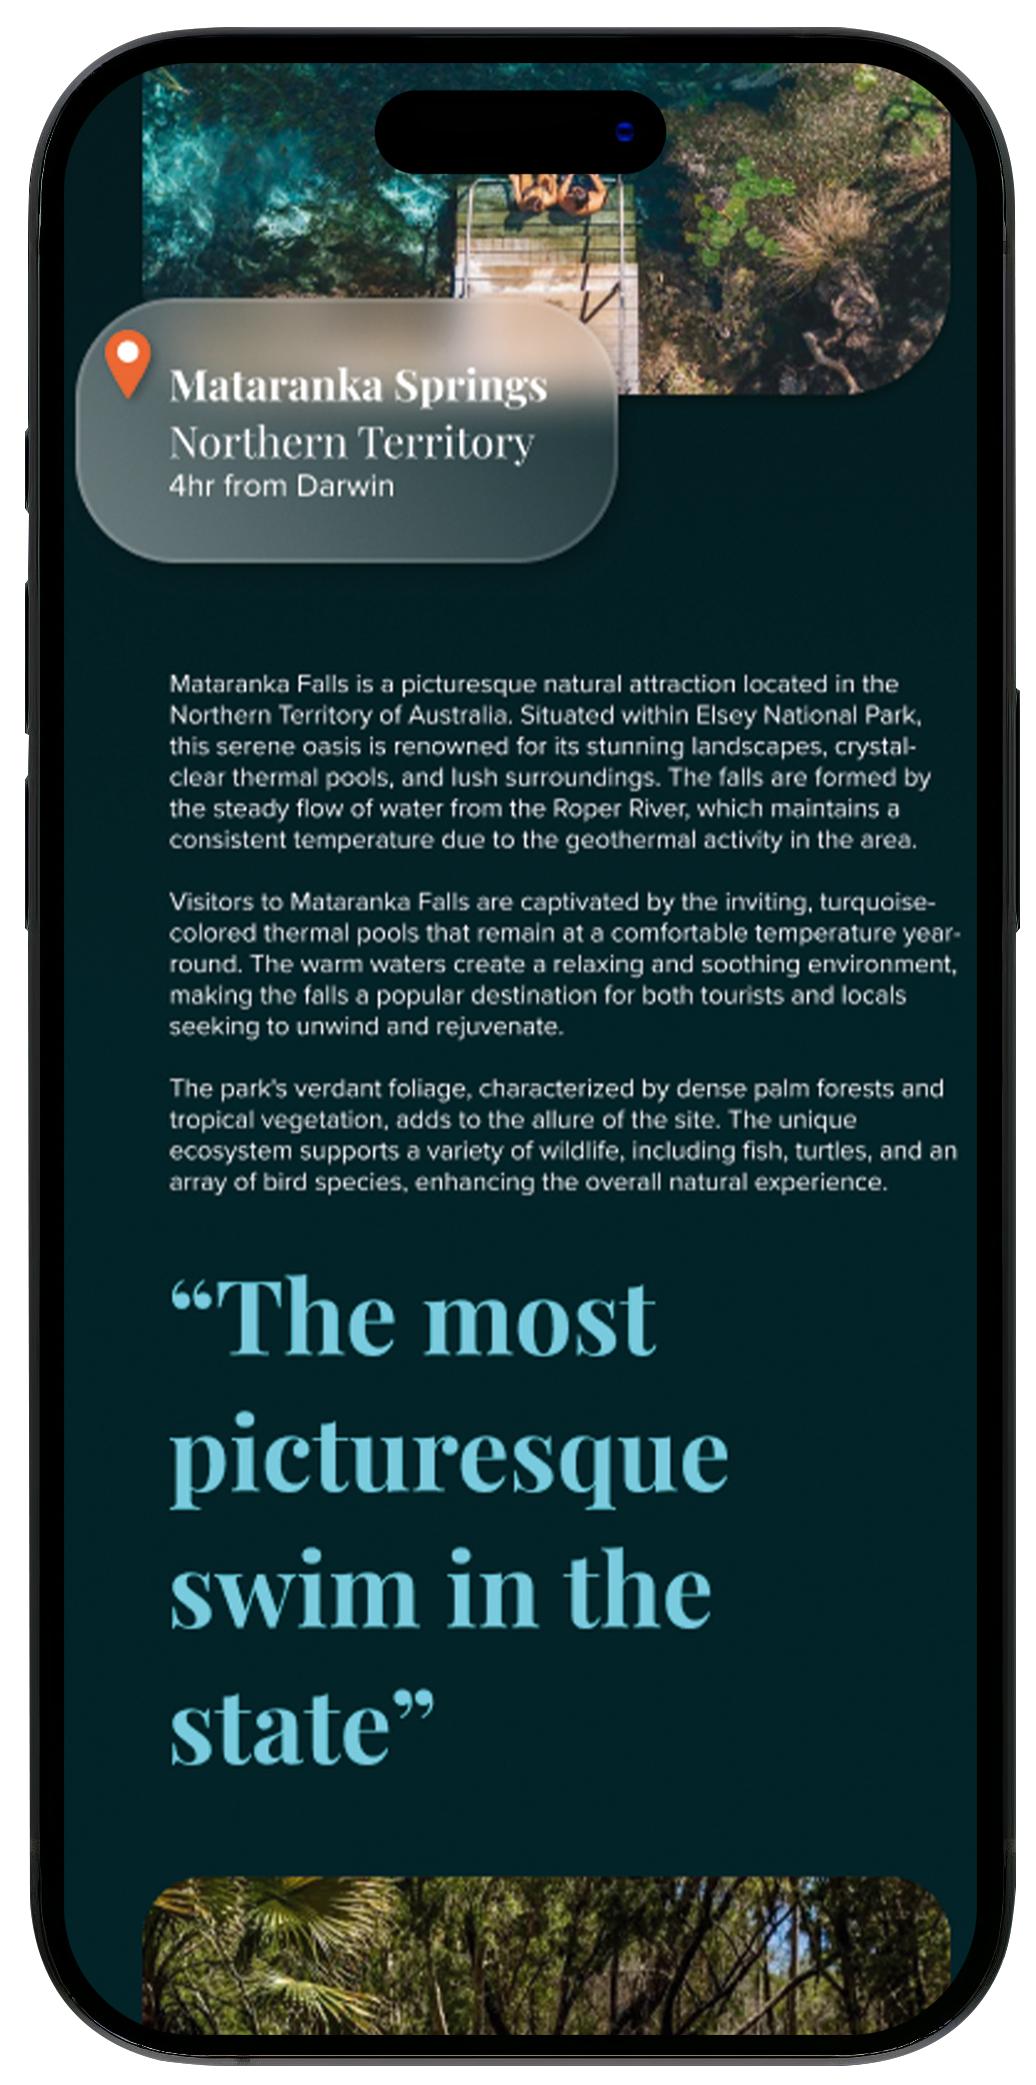 Mataranka Springs
Northern Territory
4hr from Darwin
Mataranka Falls is a picturesque natural attraction located in the
Northern Territory of Australia. Situated within Elsey National Park,
this serene oasis is renowned for its stunning landscapes, crystal-
clear thermal pools, and lush surroundings. The falls are formed by
the steady flow of water from the Roper River, which maintains a
consistent temperature due to the geothermal activity in the area.
Visitors to Mataranka Falls are captivated by the inviting, turquoise-
colored thermal pools that remain at a comfortable temperature year-
round. The warm waters create a relaxing and soothing environment,
making the falls a popular destination for both tourists and locals
seeking to unwind and rejuvenate.
The park's verdant foliage, characterized by dense palm forests and
tropical vegetation, adds to the allure of the site. The unique
ecosystem supports a variety of wildlife, including fish, turtles, and an
array of bird species, enhancing the overall natural experience.
“The most
picturesque
swim in the
state”